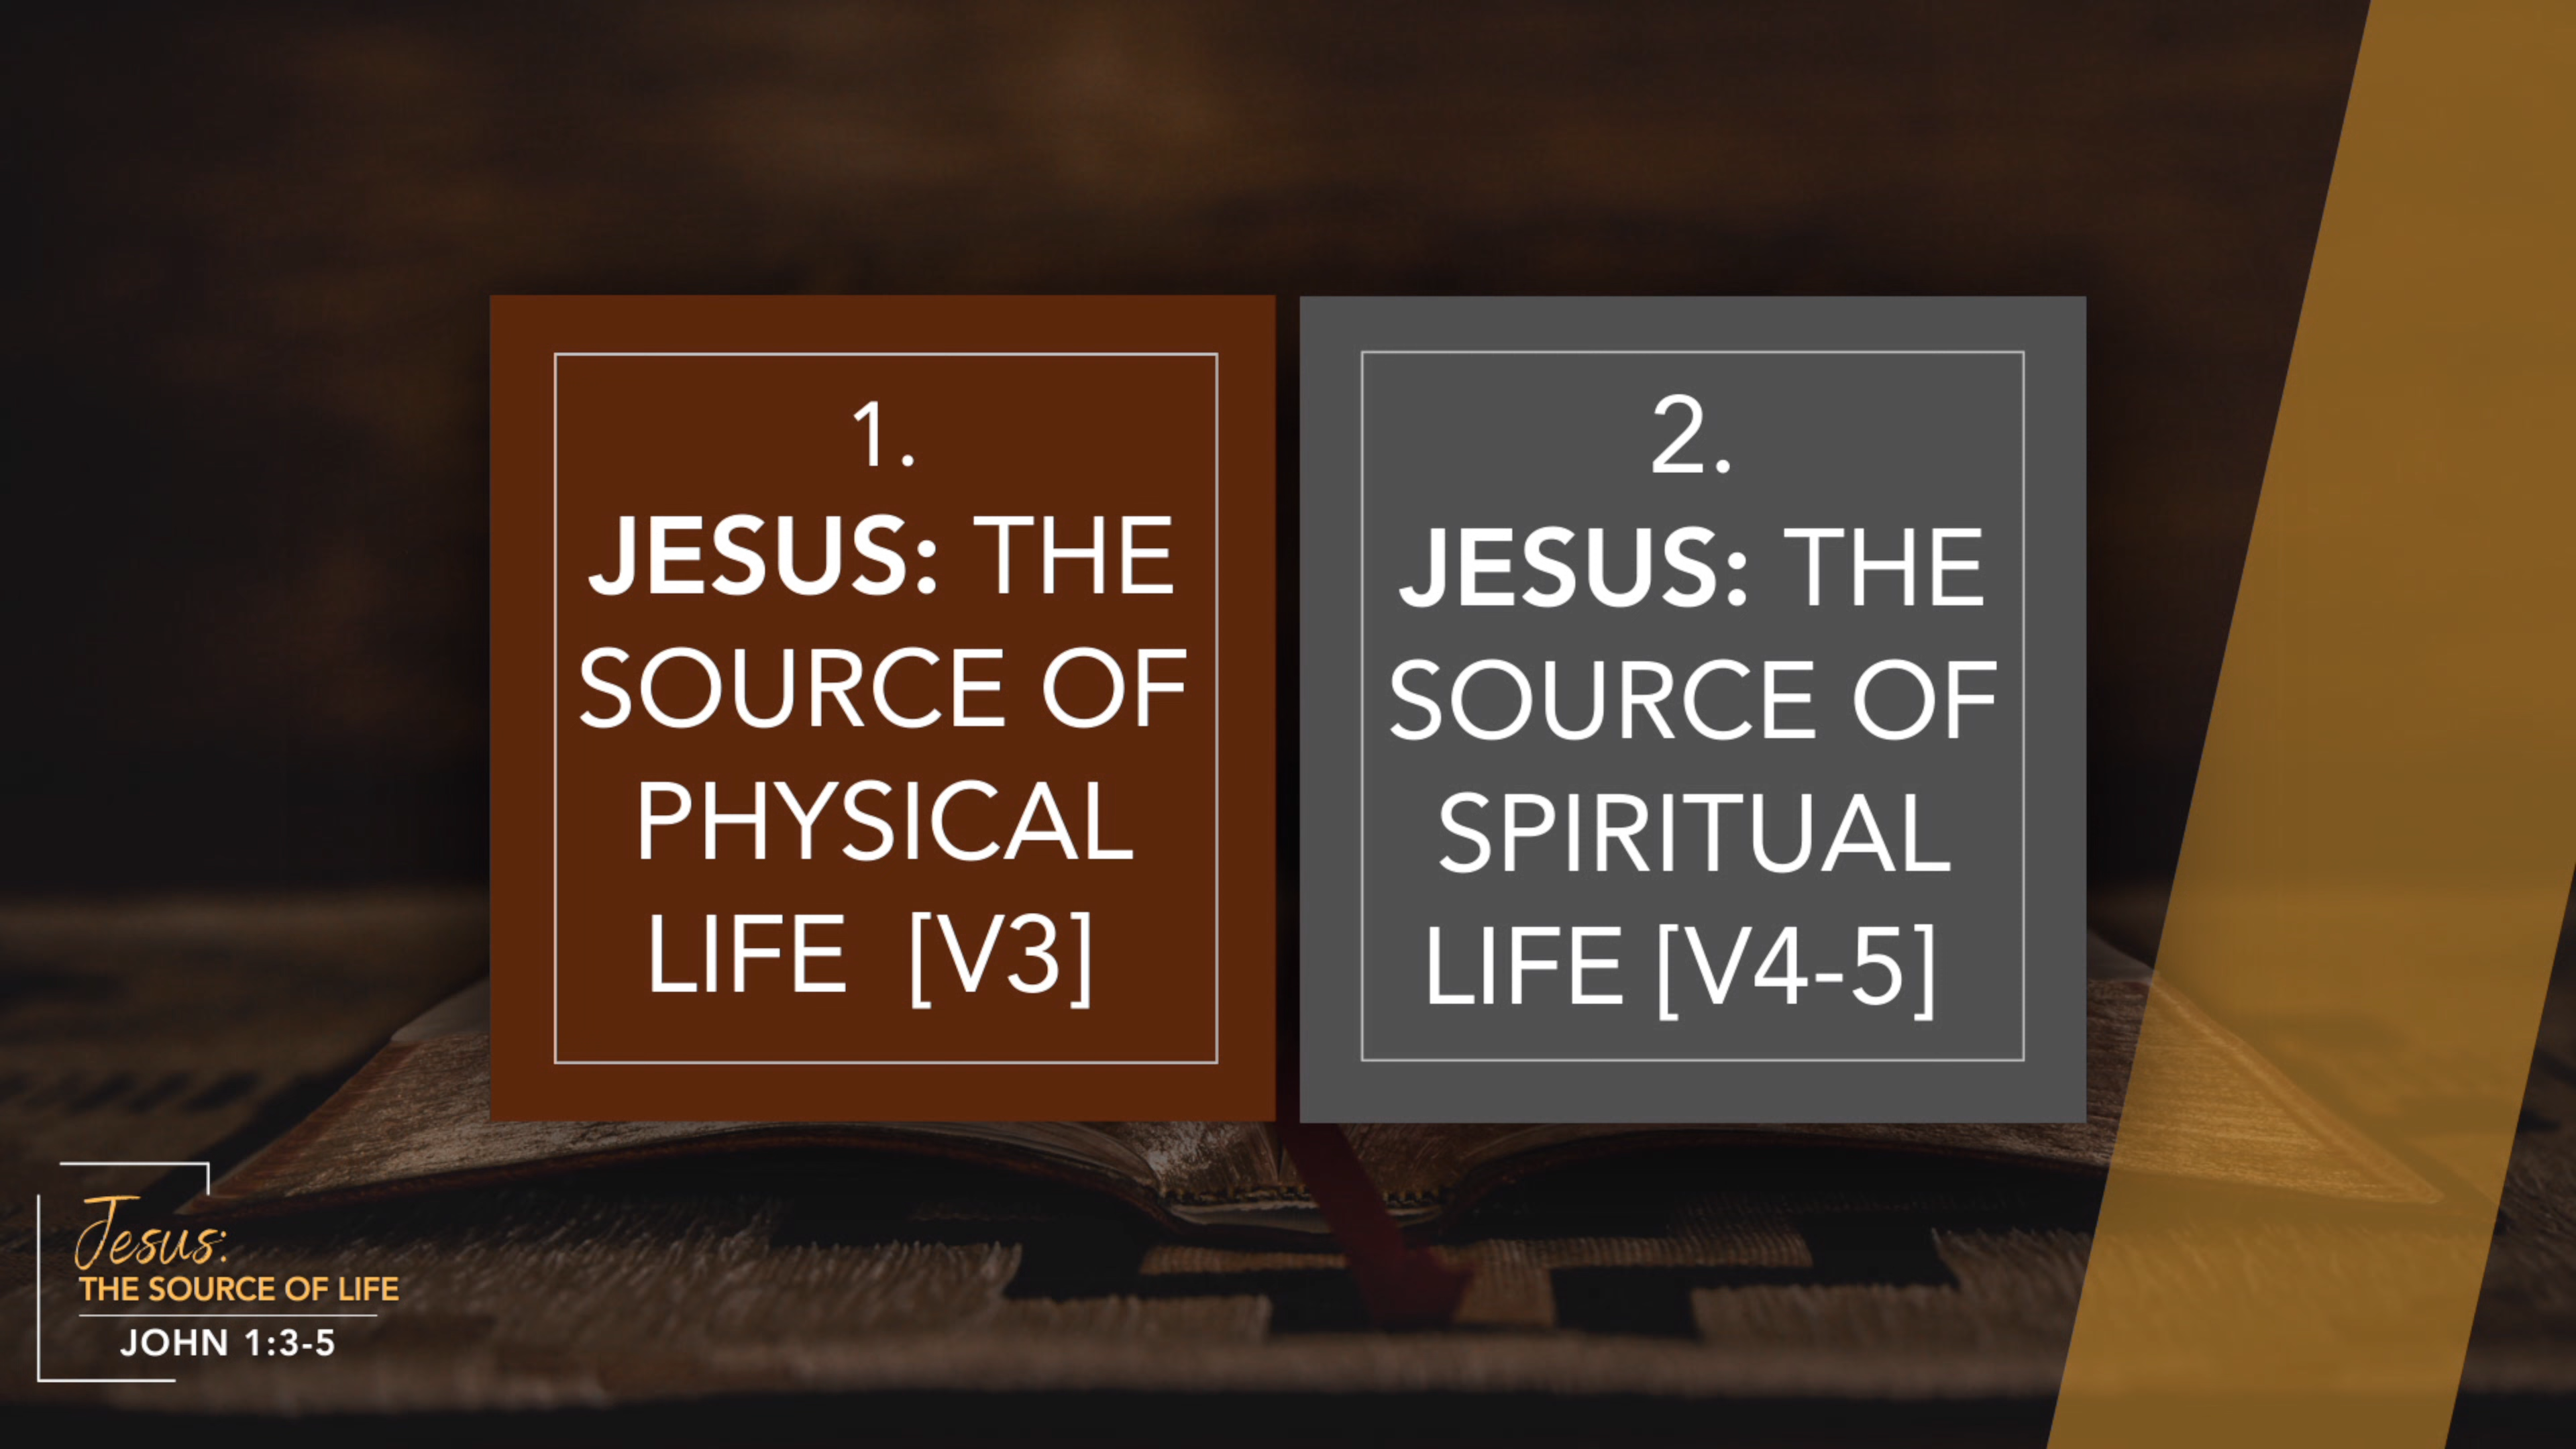 1.
JESUS: THE
SOURCE OF
PHYSICAL
LIFE [V3]
2.
JESUS: THE
SOURCE OF
SPIRITUAL
LIFE [V4-5]
Jesus:
THE SOURCE OF LIFE
JOHN 1:3-5